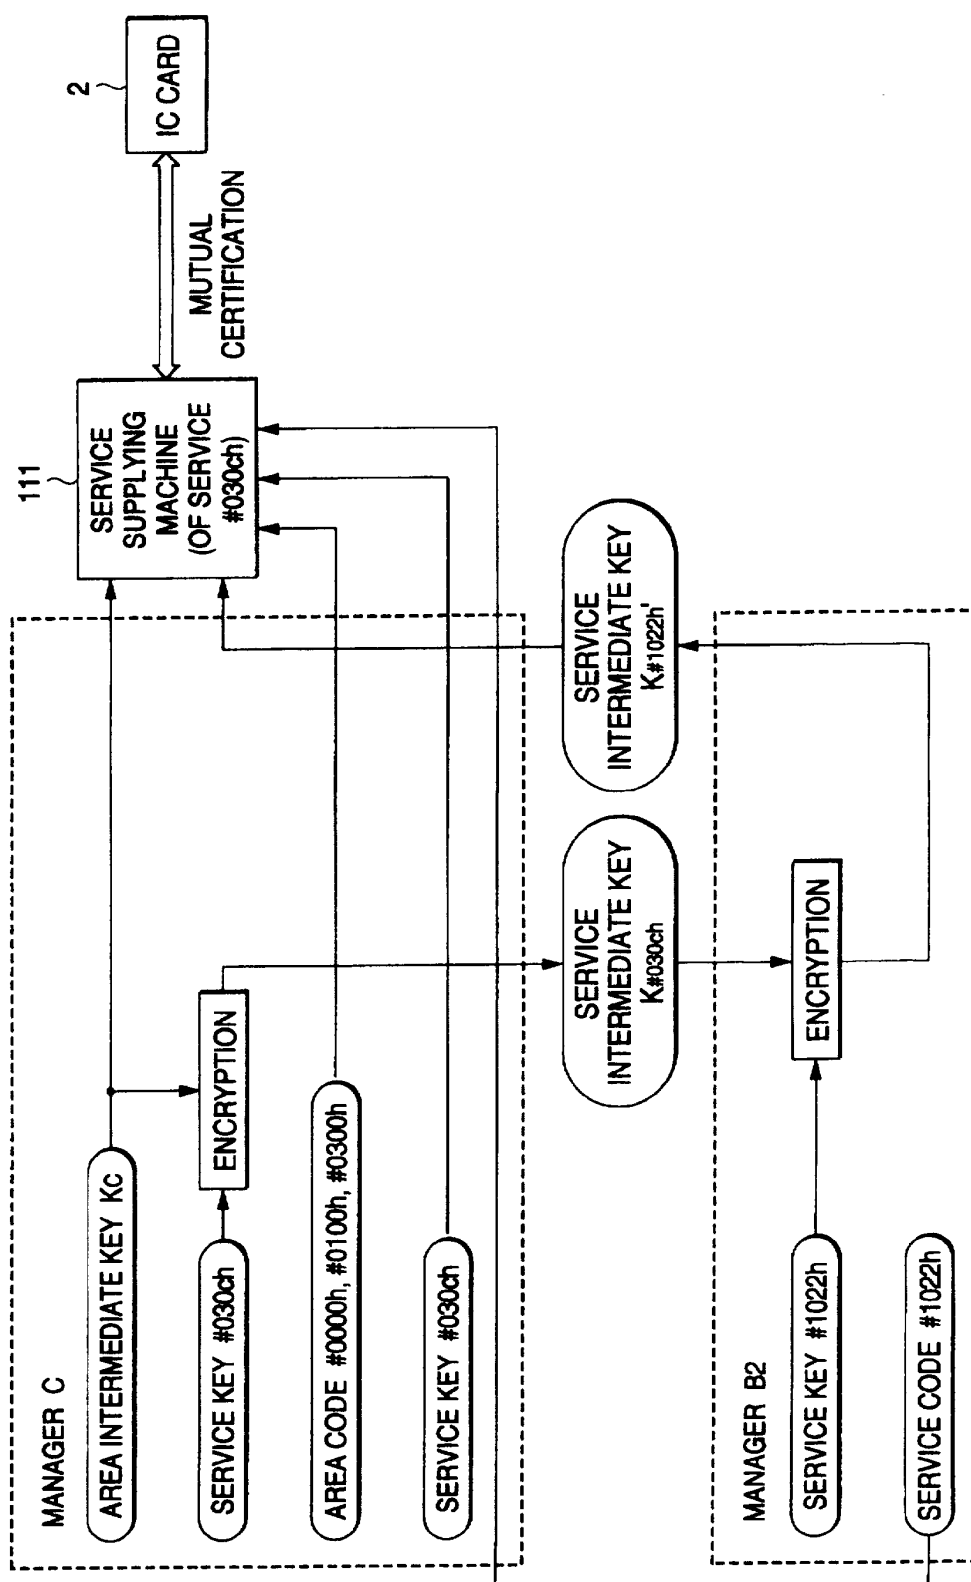 MANAGER C
AREA INTERMEDIATE KEY Kc
SERVICE KEY #030ch
ENCRYPTION
AREA CODE #0000h, #0100h, #0300h
SERVICE KEY #030ch
111
SERVICE
SUPPLYING
MACHINE
(OF SERVICE
#030ch)
MUTUAL
CERTIFICATION
2
IC CARD
SERVICE
INTERMEDIATE KEY
K#030ch
SERVICE
INTERMEDIATE KEY
K#1022h'
MANAGER B2
SERVICE KEY #1022h
ENCRYPTION
SERVICE CODE #1022h